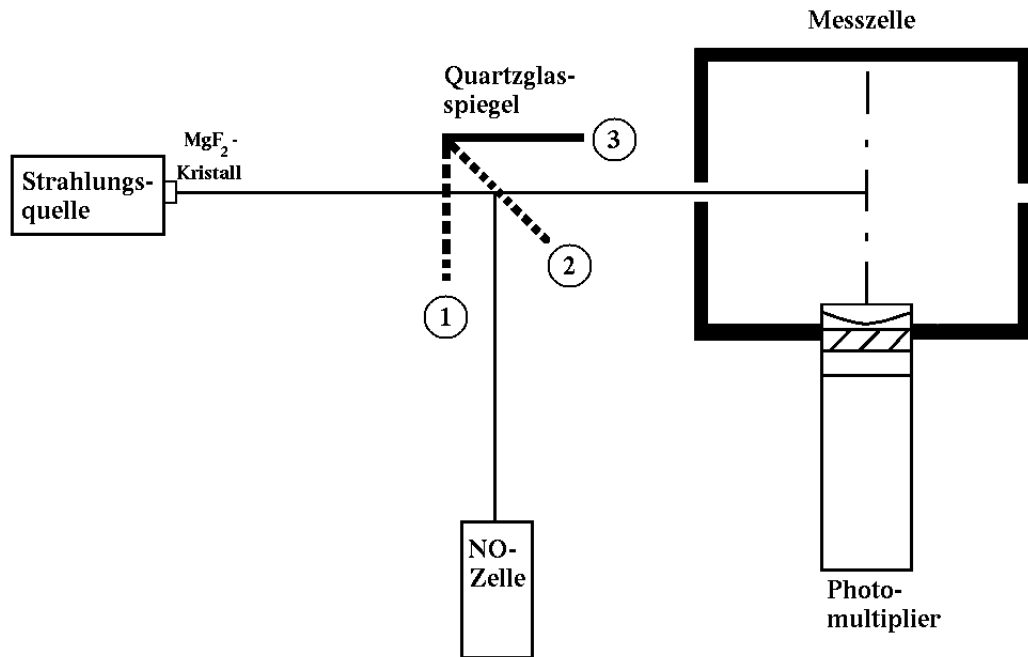 Messzelle
Quartzglas-
spiegel
3
MgF2 -
Kristall
Strahlungs-
quelle
2
1
NO-
Zelle
Photo-
multiplier